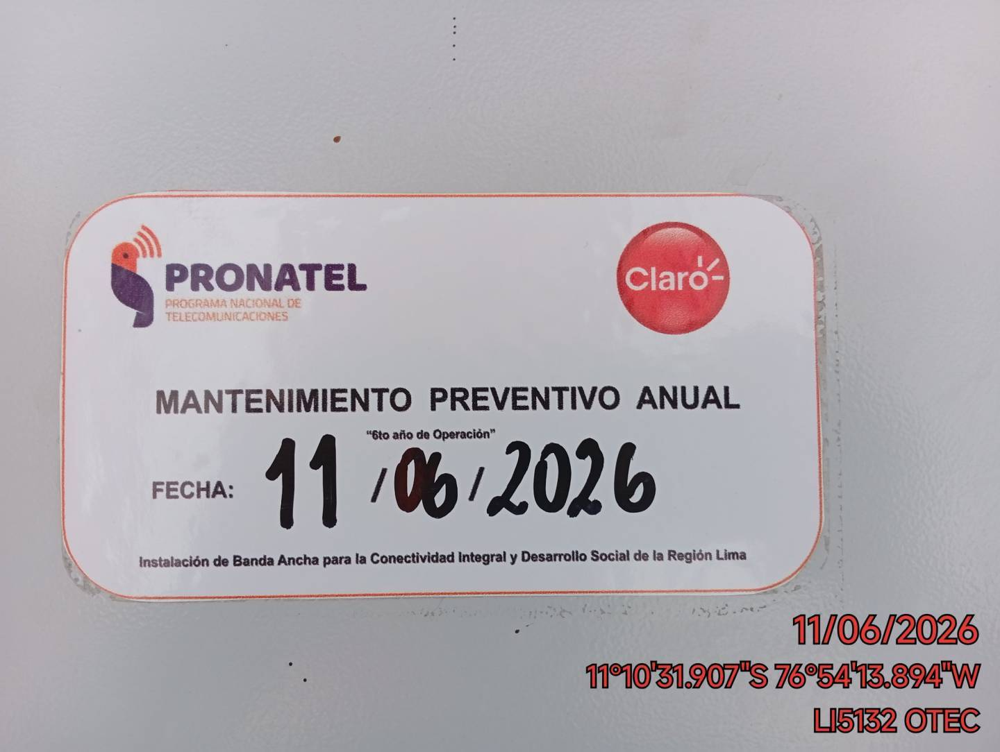 PRONATEL
PROGRAMA NACIONAL DE
TELECOMUNICACIONES
Claro
MANTENIMIENTO PREVENTIVO ANUAL
"6to año de Operación"
FECHA: 11/06/2026
Instalación de Banda Ancha para la Conectividad Integral y Desarrollo Social de la Región Lima
11/06/2026
11°10'31.907"S 76°54'13.894"W
LI5132 OTEC